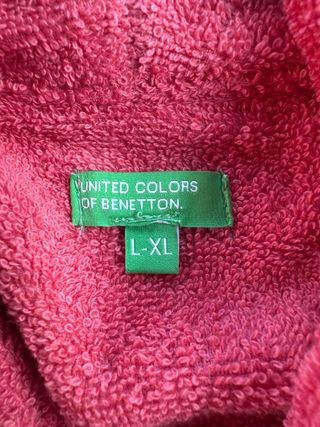 UNITED COLORS
OF BENETTON.
L-XL